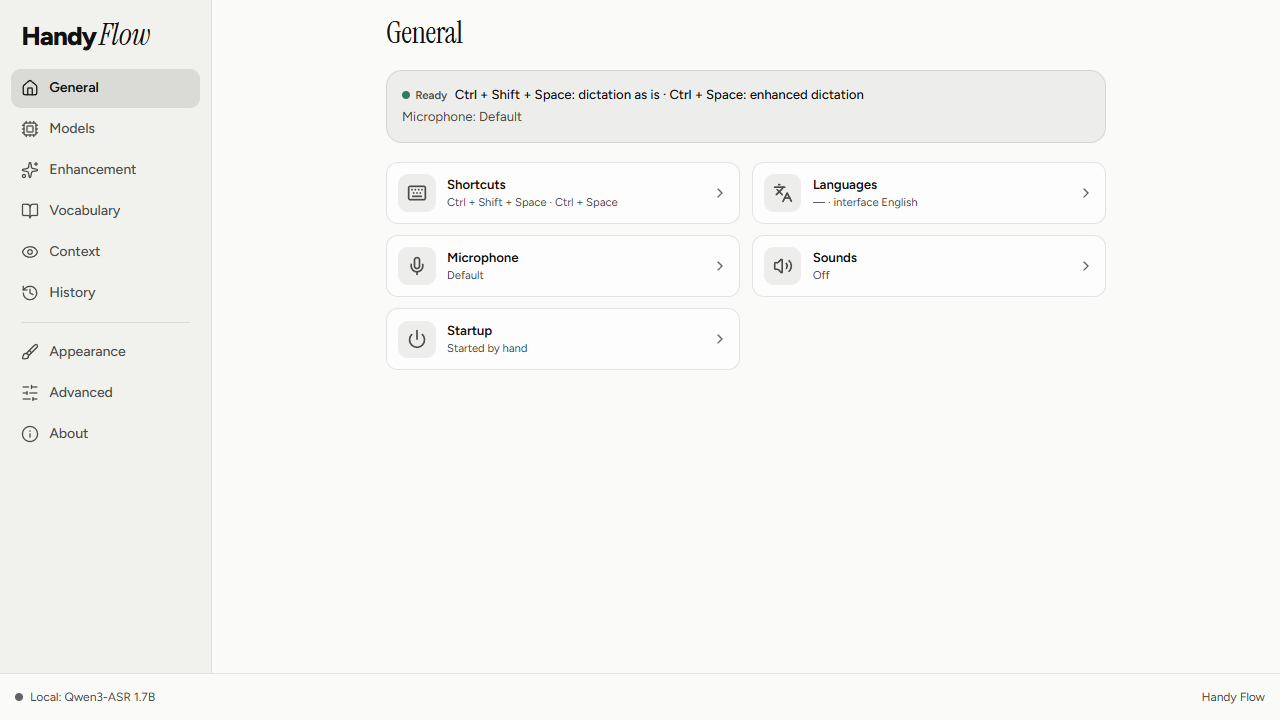 Handy Flow
General
Models
Enhancement
Vocabulary
Context
History
Appearance
Advanced
About
General
Ready Ctrl + Shift + Space: dictation as is · Ctrl + Space: enhanced dictation
Microphone: Default
Shortcuts
Ctrl + Shift + Space · Ctrl + Space
Languages
— · interface English
Microphone
Default
Sounds
Off
Startup
Started by hand
Local: Qwen3-ASR 1.7B
Handy Flow